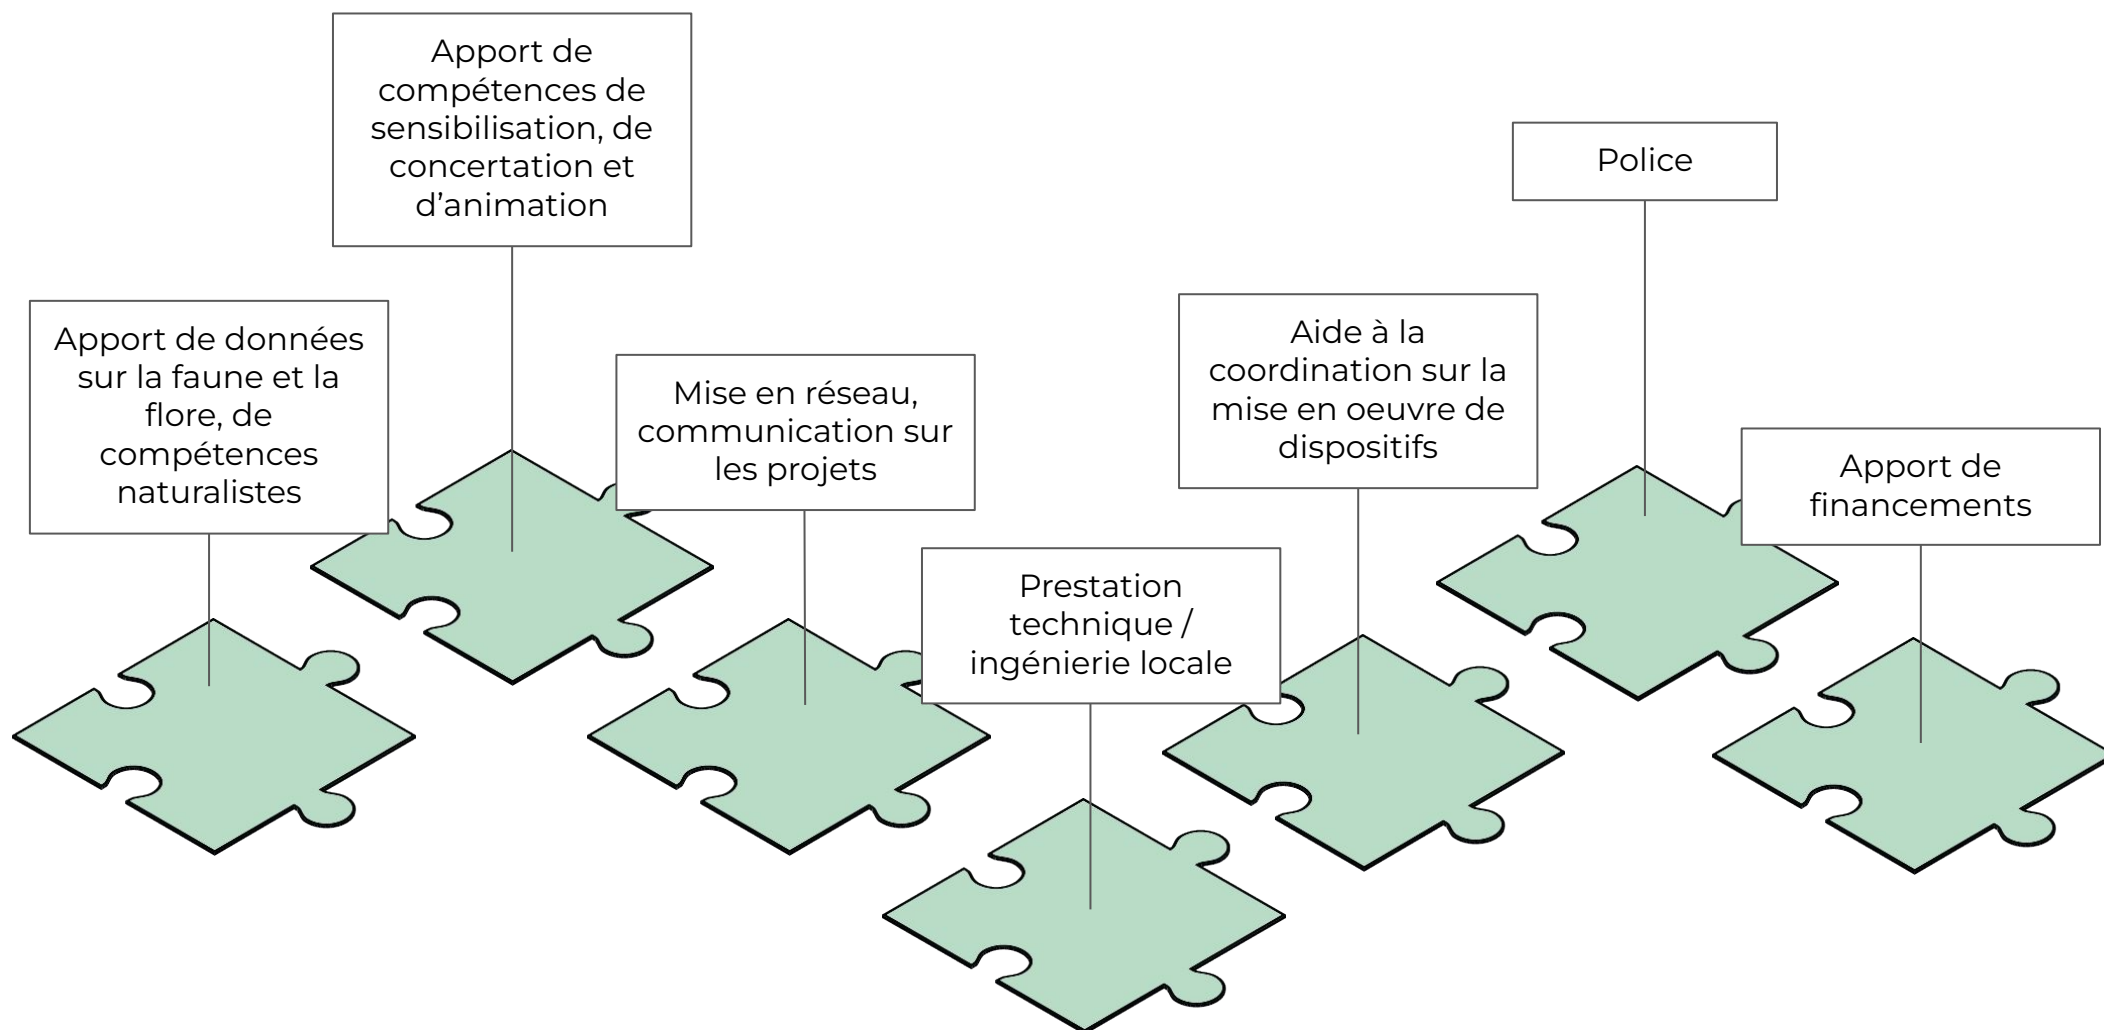 Apport de
compétences de
sensibilisation, de
concertation et
d’animation
Police
Apport de données
sur la faune et la
flore, de
compétences
naturalistes
Mise en réseau,
communication sur
les projets
Aide à la
coordination sur la
mise en oeuvre de
dispositifs
Apport de
financements
Prestation
technique /
ingénierie locale